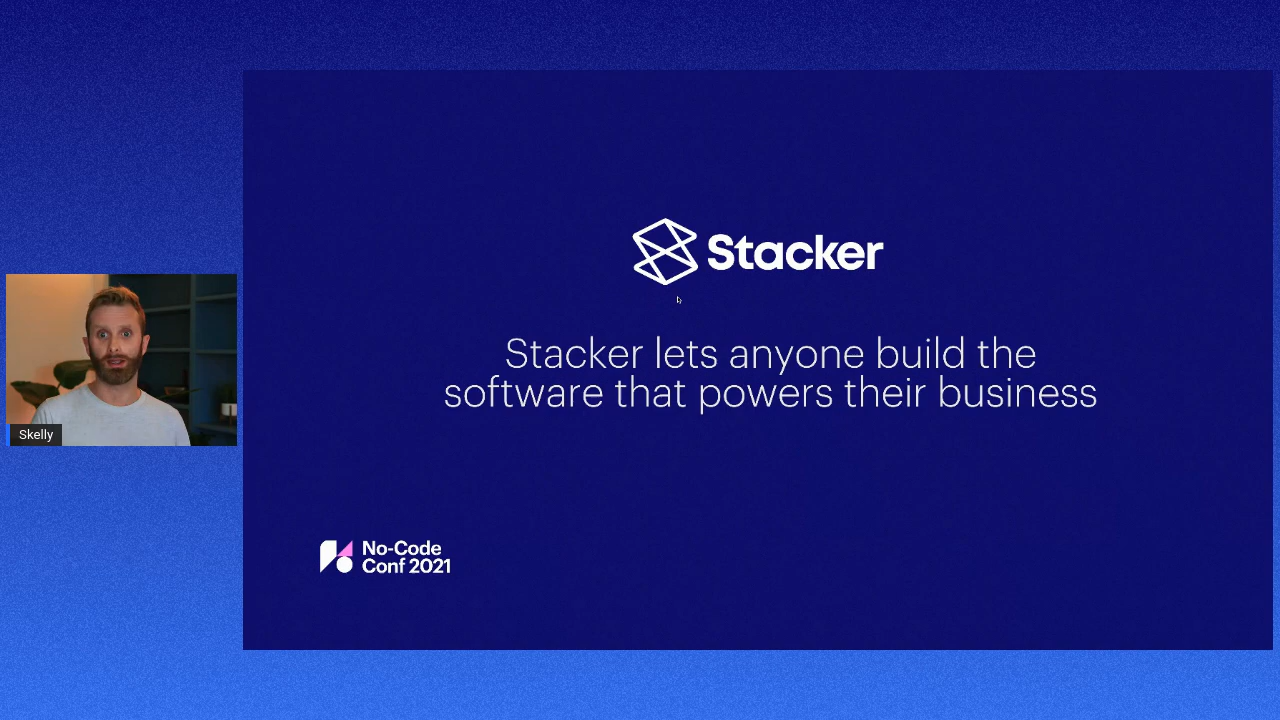 Stacker
Stacker lets anyone build the
software that powers their business
Skelly
No-Code
Conf 2021